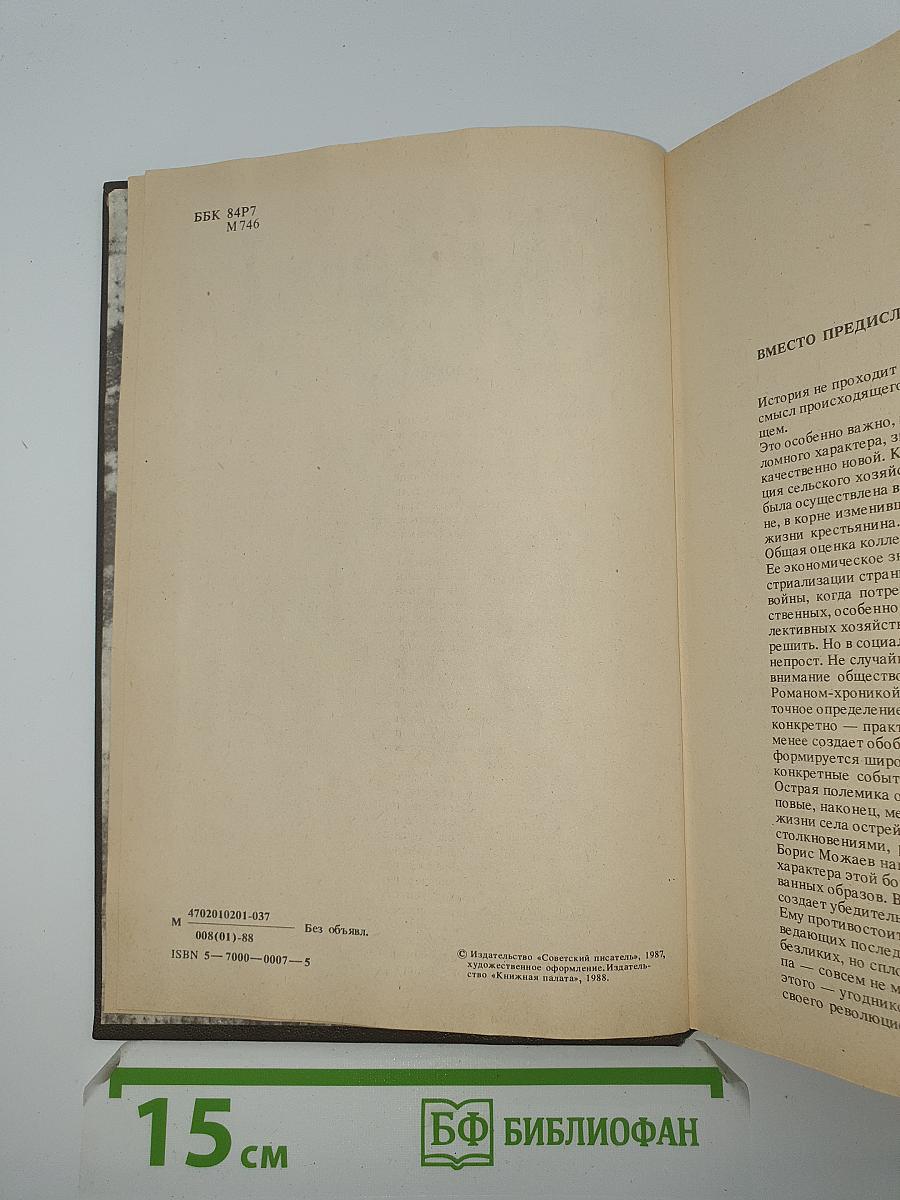 ББК 84Р7
М 746
М 4702010201-037
008(01)-88
Без объявл.
ISBN 5—7000—0007—5
© Издательство «Советский писатель», 1987,
художественное оформление. Издатель-
ство «Книжная палата», 1988.
ВМЕСТО ПРЕДИСЛ
История не проходит
смысл происходящего
щем.
Это особенно важно,
ломного характера, з
качественно новой. К
ция сельского хозяйс
была осуществлена в
не, в корне изменивш
жизни крестьянина.
Общая оценка колле
Ее экономическое зн
стриализации стран
войны, когда потре
ственных, особенно
лективных хозяйств
решить. Но в социал
непрост. Не случай
внимание обществ
Романом-хроникой
точное определение
конкретно — практ
менее создает обоб
формируется широ
конкретные событ
Острая полемика о
повые, наконец, ме
жизни села острей
столкновениями,
Борис Можаев на
характера этой бо
ванных образов. В
создает убедитель
Ему противостоит
ведающих послед
безликих, но спло
па — совсем не м
этого — угоднико
своего революци
15 см
БФ БИБЛИОФАН